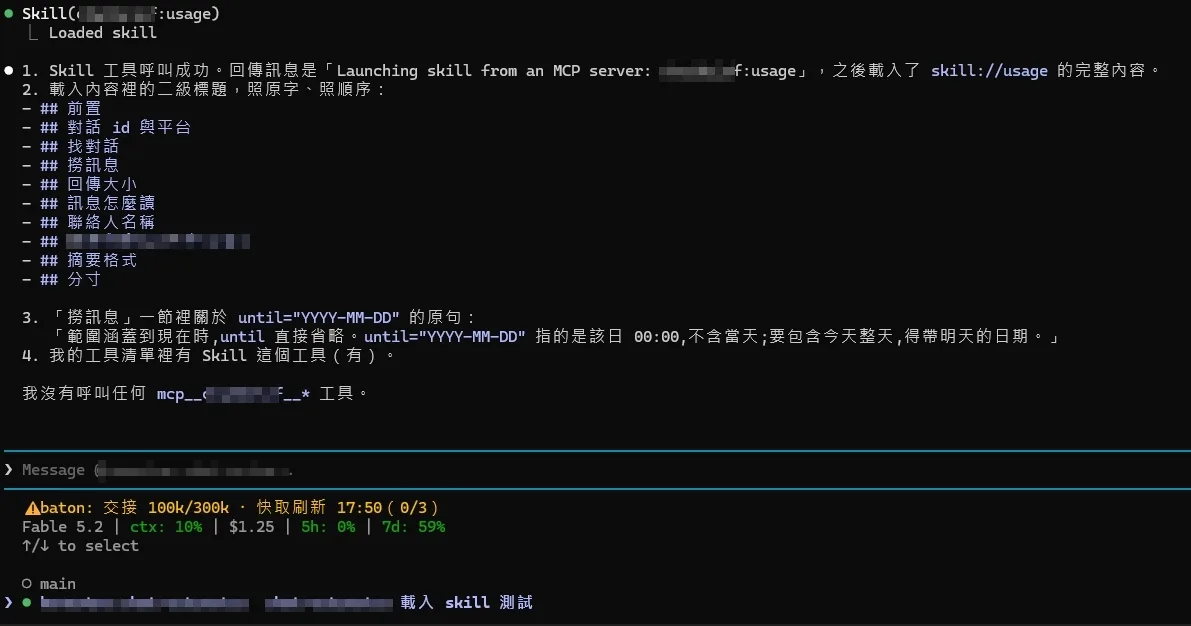 ● Skill(:usage)
└ Loaded skill
● 1. Skill 工具呼叫成功。回傳訊息是「Launching skill from an MCP server: f:usage」，之後載入了 skill://usage 的完整內容。
2. 載入內容裡的二級標題，照原字、照順序：
- ## 前置
- ## 對話 id 與平台
- ## 找對話
- ## 撈訊息
- ## 回傳大小
- ## 訊息怎麼讀
- ## 聯絡人名稱
- ##
- ## 摘要格式
- ## 分寸
3. 「撈訊息」一節裡關於 until="YYYY-MM-DD" 的原句：
「範圍涵蓋到現在時,until 直接省略。until="YYYY-MM-DD" 指的是該日 00:00,不含當天;要包含今天整天,得帶明天的日期。」
4. 我的工具清單裡有 Skill 這個工具（有）。
我沒有呼叫任何 mcp__ __* 工具。
❯ Message @
⚠baton: 交接 100k/300k · 快取刷新 17:50（0/3）
Fable 5.2 | ctx: 10% | $1.25 | 5h: 0% | 7d: 59%
↑/↓ to select
○ main
❯ ● 載入 skill 測試